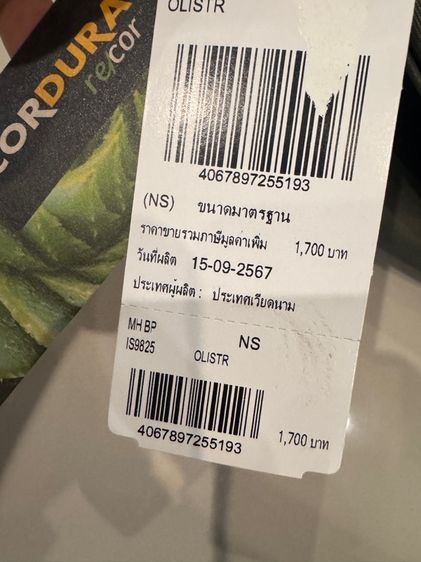 CORDURA
re/cor
OLISTR
4067897255193
(NS) ขนาดมาตรฐาน
ราคาขายรวมภาษีมูลค่าเพิ่ม 1,700 บาท
วันที่ผลิต 15-09-2567
ประเทศผู้ผลิต : ประเทศเวียดนาม
MH BP NS
IS9825 OLISTR
4067897255193 1,700 บาท